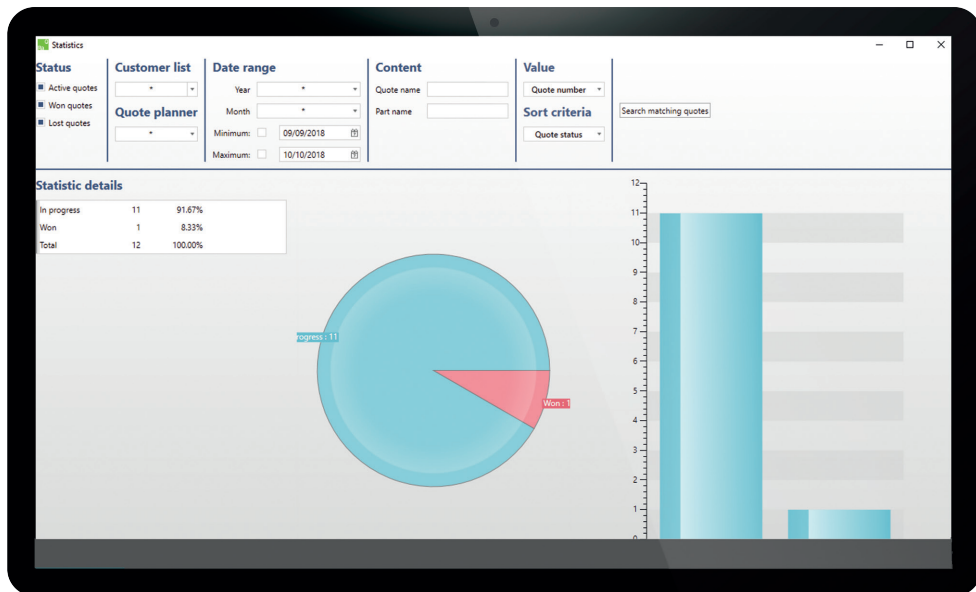 Statistics
Status
Active quotes
Won quotes
Lost quotes
Customer list
*
Quote planner
*
Date range
Year *
Month *
Minimum: 09/09/2018
Maximum: 10/10/2018
Content
Quote name
Part name
Value
Quote number
Sort criteria
Quote status
Search matching quotes
Statistic details
In progress 11 91.67%
Won 1 8.33%
Total 12 100.00%
rogress : 11
Won : 1
12
11
10
9
8
7
6
5
4
3
2
1
0